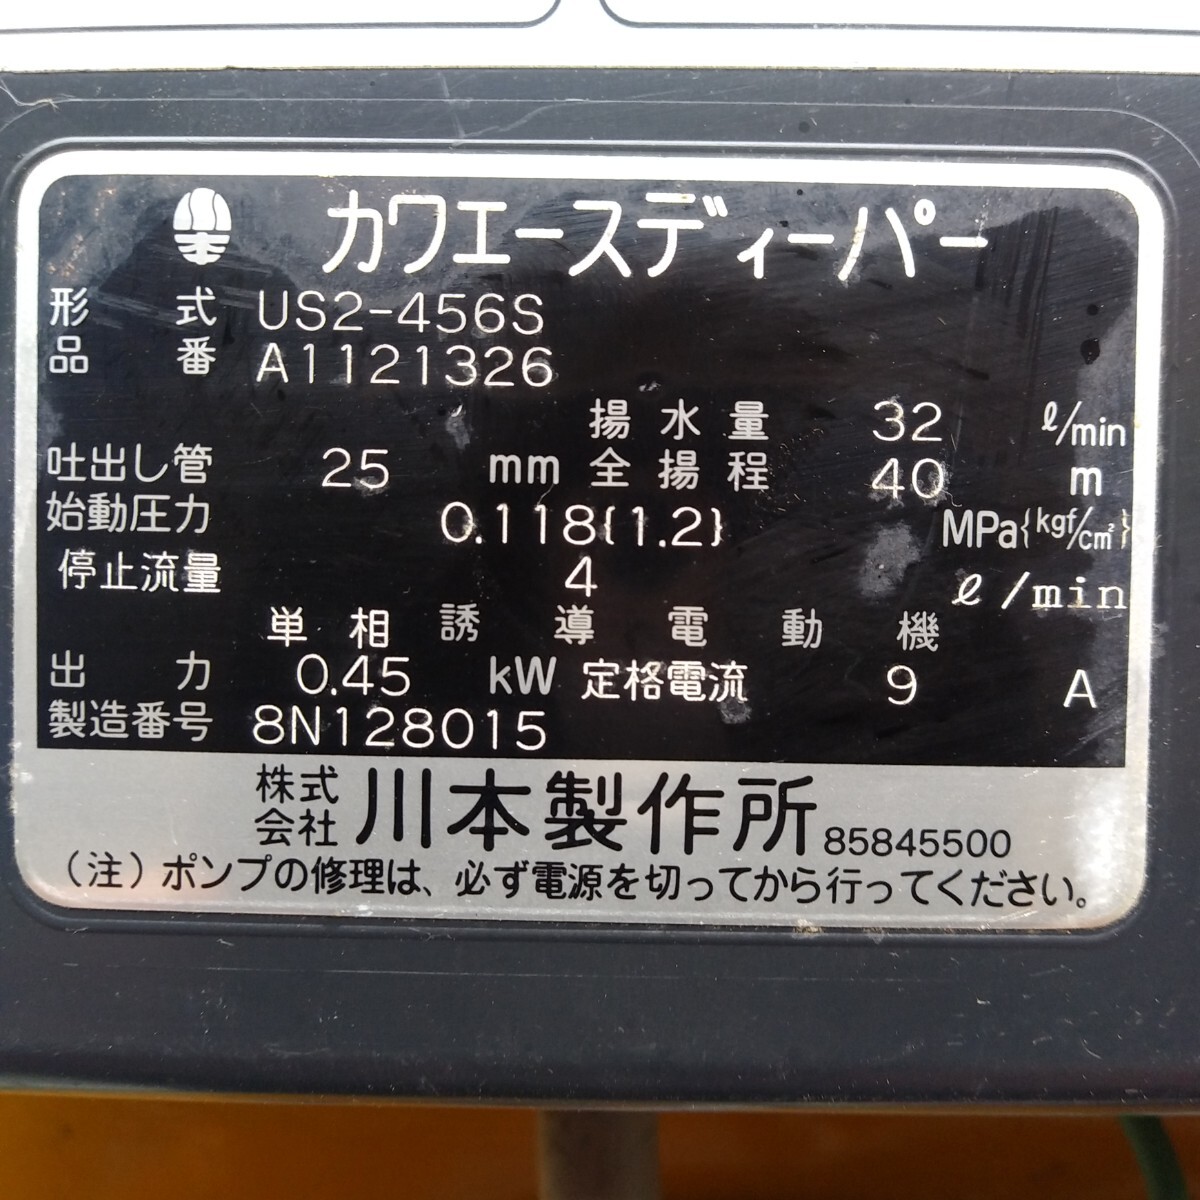 カワエースディーパー
形式 US2-456S
品番 A1121326
揚水量 32 ℓ/min
吐出し管 25 mm 全揚程 40 m
始動圧力 0.118{1.2} MPa{kgf/cm²}
停止流量 4 ℓ/min
単相誘導電動機
出力 0.45 kW 定格電流 9 A
製造番号 8N128015
株式会社 川本製作所 85845500
(注)ポンプの修理は、必ず電源を切ってから行ってください。